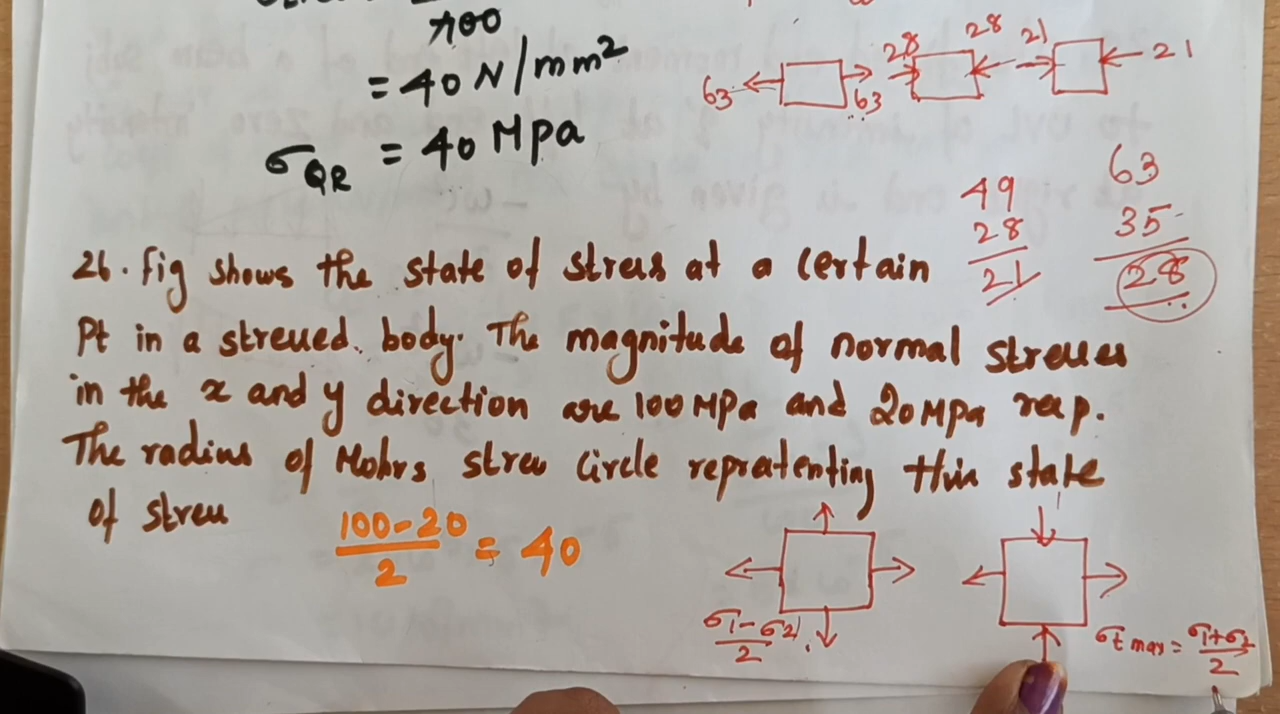 100
= 40 N/mm²
σQR = 40 MPa
63 63 28 28 21 21
49
28
21
63
35
28
26. Fig shows the state of stress at a certain
Pt in a stressed body. The magnitude of normal stresses
in the x and y direction are 100 MPa and 20 MPa resp.
The radius of Mohrs stress circle repratenting this state
of stress
100-20
2
= 40
σ1-σ2
2
σt max = σ1+σ2
2